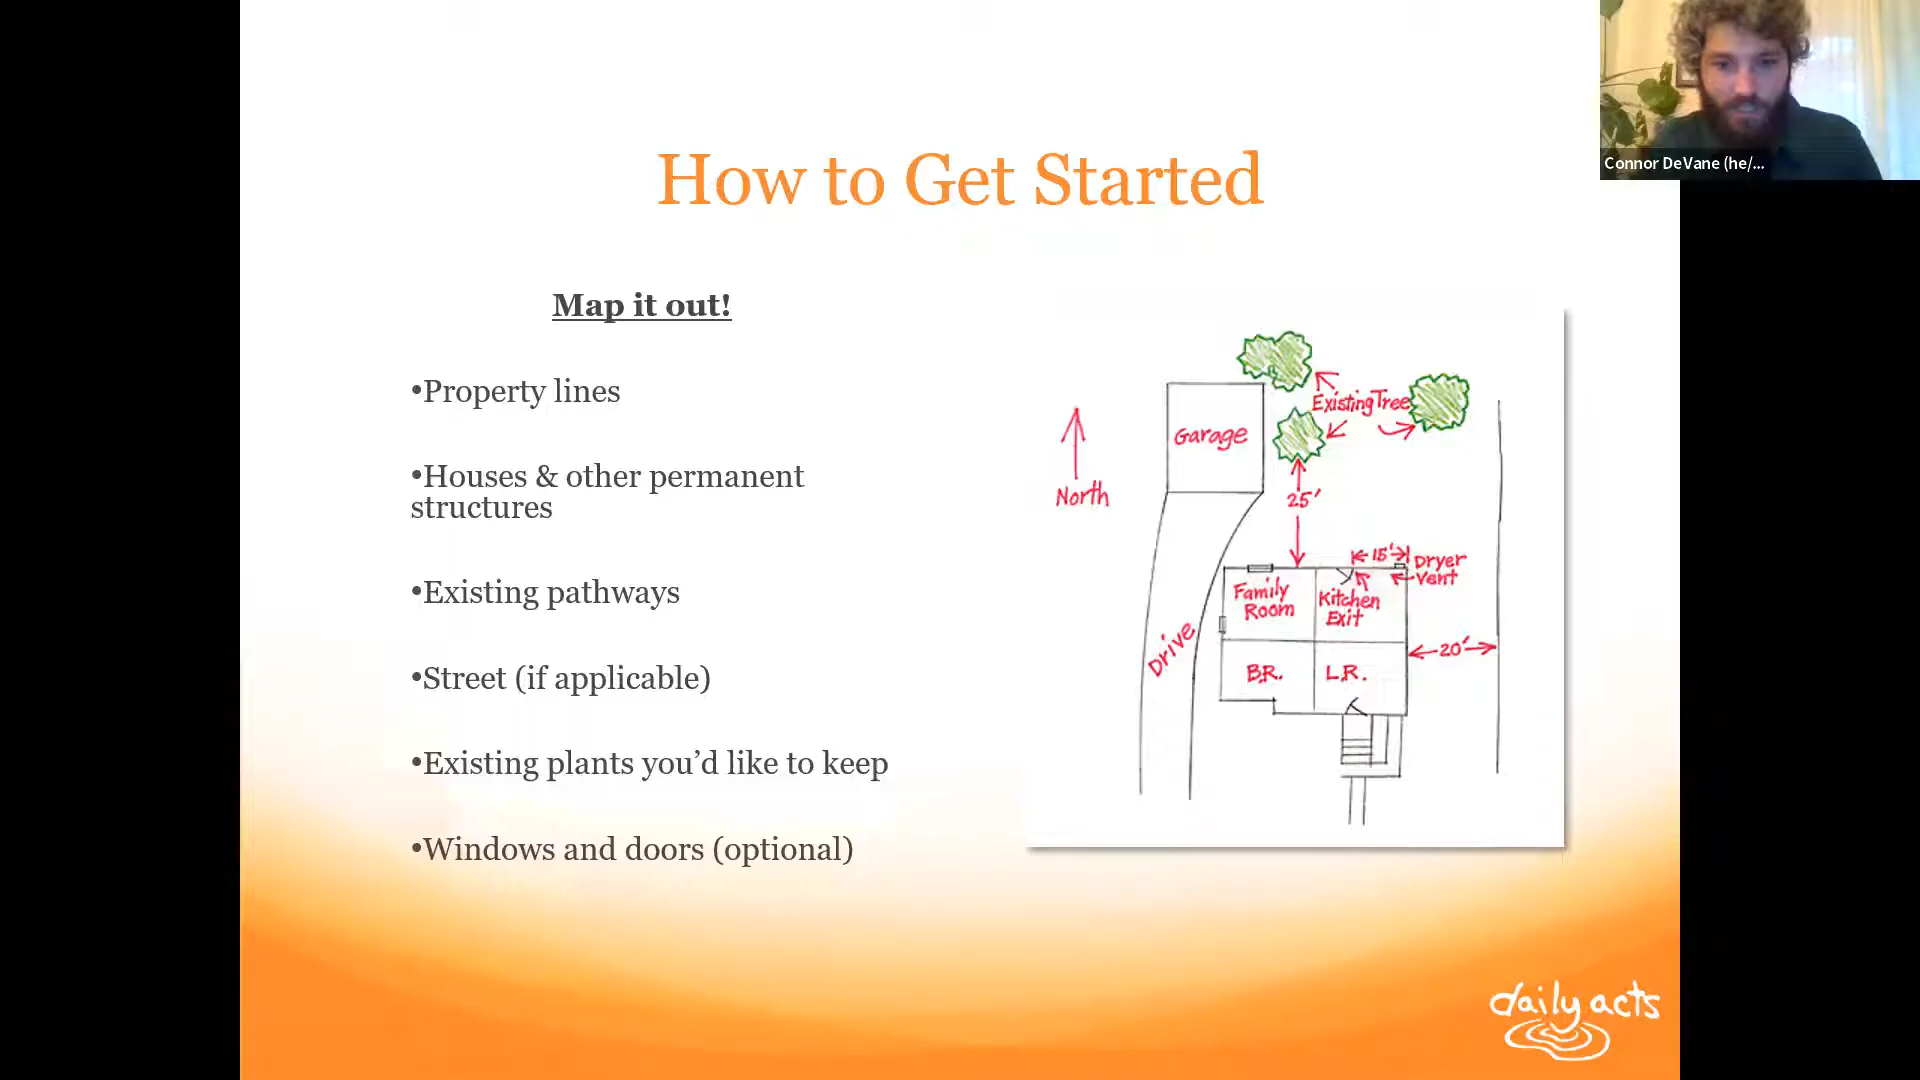 Connor DeVane (he/...
How to Get Started
Map it out!
•Property lines
•Houses & other permanent
structures
•Existing pathways
•Street (if applicable)
•Existing plants you’d like to keep
•Windows and doors (optional)
Existing Tree
Garage
North
25'
15'
Dryer
Vent
Family
Room
Kitchen
Exit
Drive
20'
B.R.
L.R.
daily acts